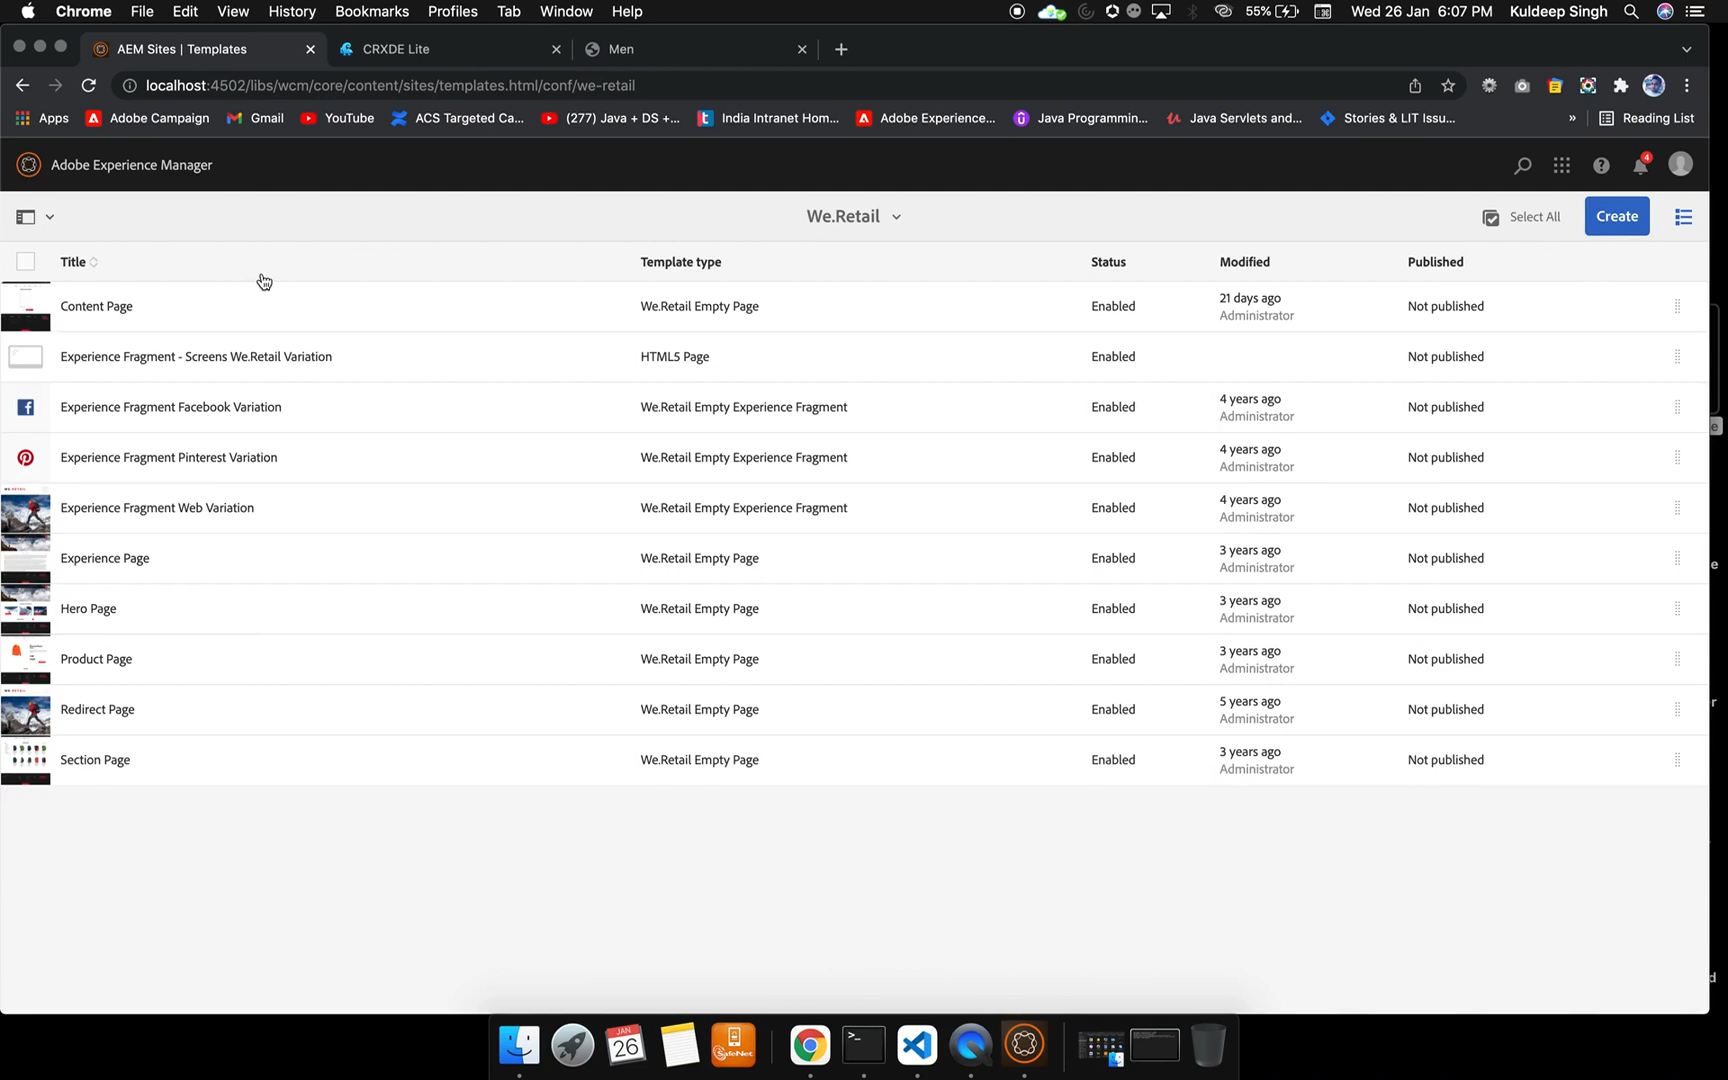 Chrome File Edit View History Bookmarks Profiles Tab Window Help 55% Wed 26 Jan 6:07 PM Kuldeep Singh
AEM Sites | Templates CRXDE Lite Men
localhost:4502/libs/wcm/core/content/sites/templates.html/conf/we-retail
Apps Adobe Campaign Gmail YouTube ACS Targeted Ca... (277) Java + DS +... India Intranet Hom... Adobe Experience... Java Programmin... Java Servlets and... Stories & LIT Issu... » Reading List
Adobe Experience Manager 4
We.Retail Select All Create
Title Template type Status Modified Published
Content Page We.Retail Empty Page Enabled 21 days ago Not published
Administrator
Experience Fragment - Screens We.Retail Variation HTML5 Page Enabled Not published
Experience Fragment Facebook Variation We.Retail Empty Experience Fragment Enabled 4 years ago Not published
Administrator
Experience Fragment Pinterest Variation We.Retail Empty Experience Fragment Enabled 4 years ago Not published
Administrator
Experience Fragment Web Variation We.Retail Empty Experience Fragment Enabled 4 years ago Not published
Administrator
Experience Page We.Retail Empty Page Enabled 3 years ago Not published
Administrator
Hero Page We.Retail Empty Page Enabled 3 years ago Not published
Administrator
Product Page We.Retail Empty Page Enabled 3 years ago Not published
Administrator
Redirect Page We.Retail Empty Page Enabled 5 years ago Not published
Administrator
Section Page We.Retail Empty Page Enabled 3 years ago Not published
Administrator
JAN
26
SafeNet